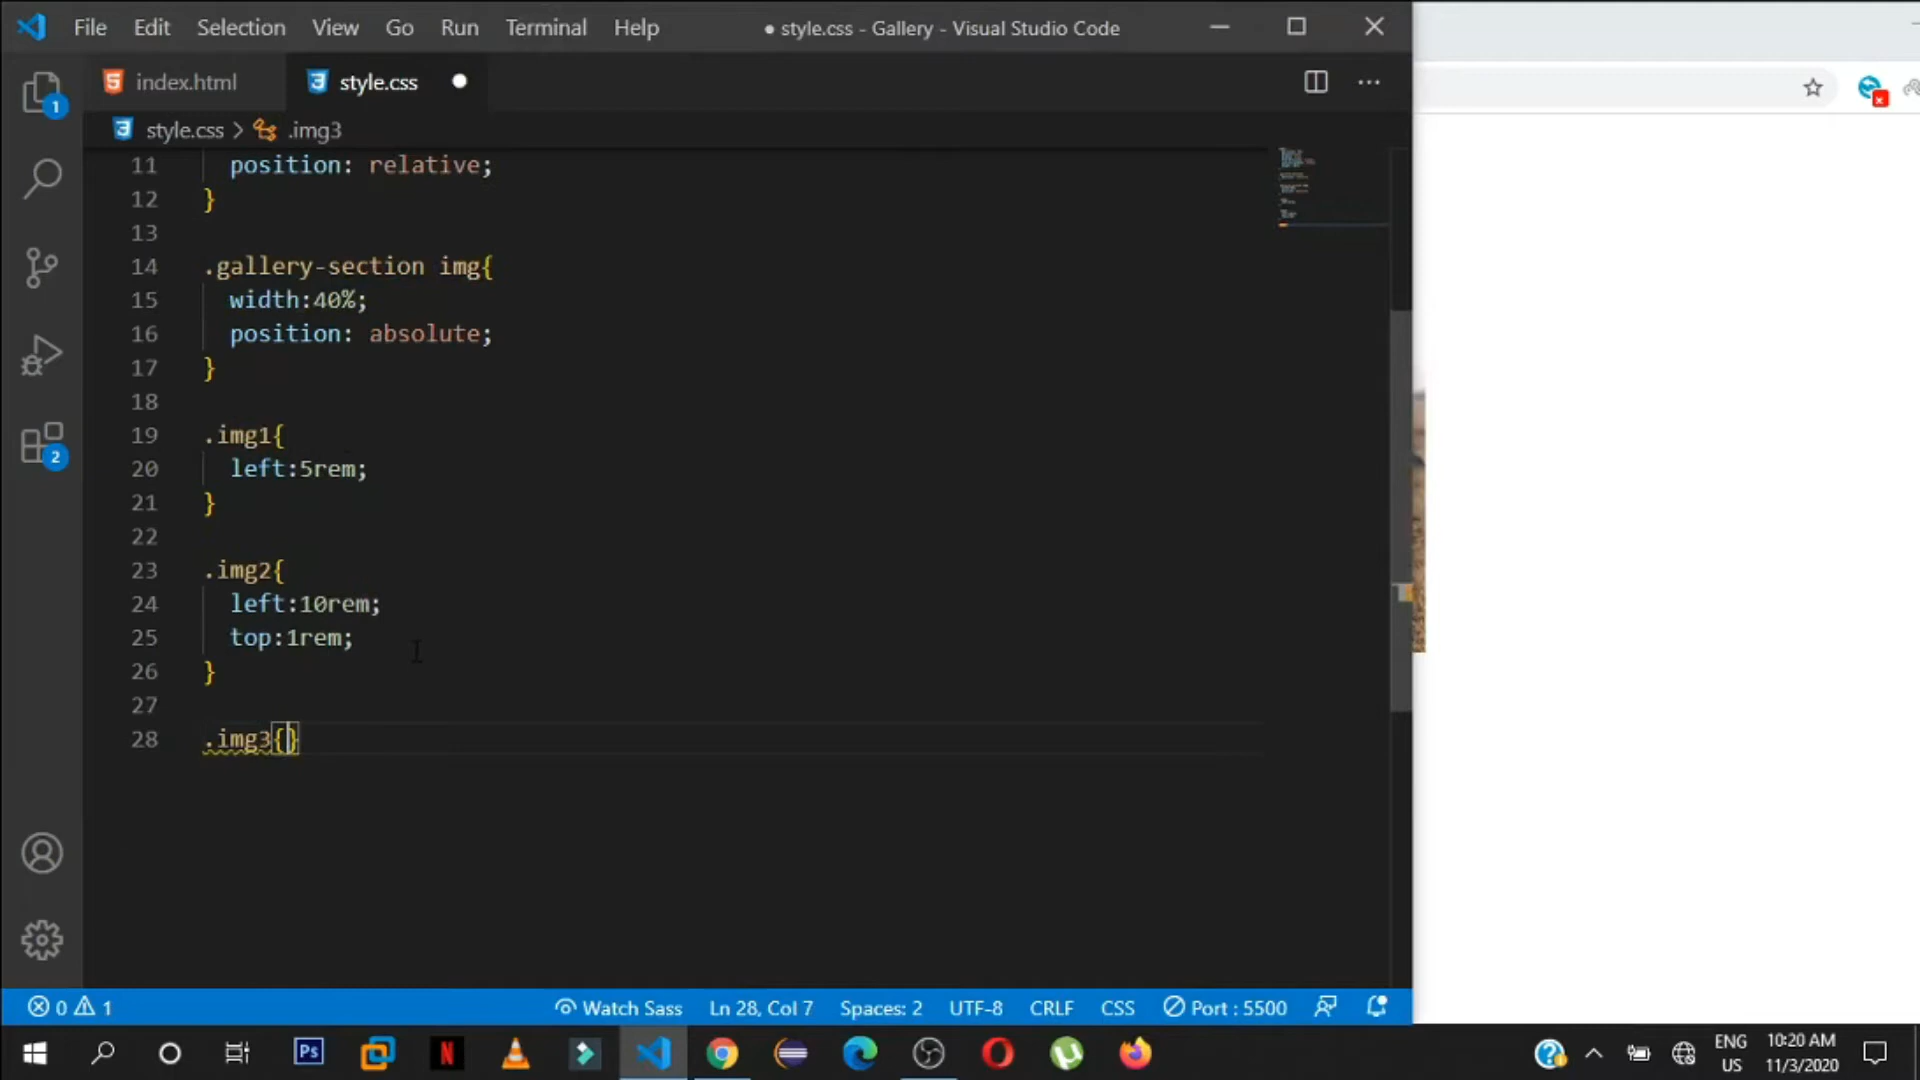 File Edit Selection View Go Run Terminal Help ● style.css - Gallery - Visual Studio Code
index.html style.css
style.css > .img3
11 position: relative;
12 }
13
14 .gallery-section img{
15 width:40%;
16 position: absolute;
17 }
18
19 .img1{
20 left:5rem;
21 }
22
23 .img2{
24 left:10rem;
25 top:1rem;
26 }
27
28 .img3{}
1
2
0 1 Watch Sass Ln 28, Col 7 Spaces: 2 UTF-8 CRLF CSS Port : 5500
Ps N ENG 10:20 AM
US 11/3/2020